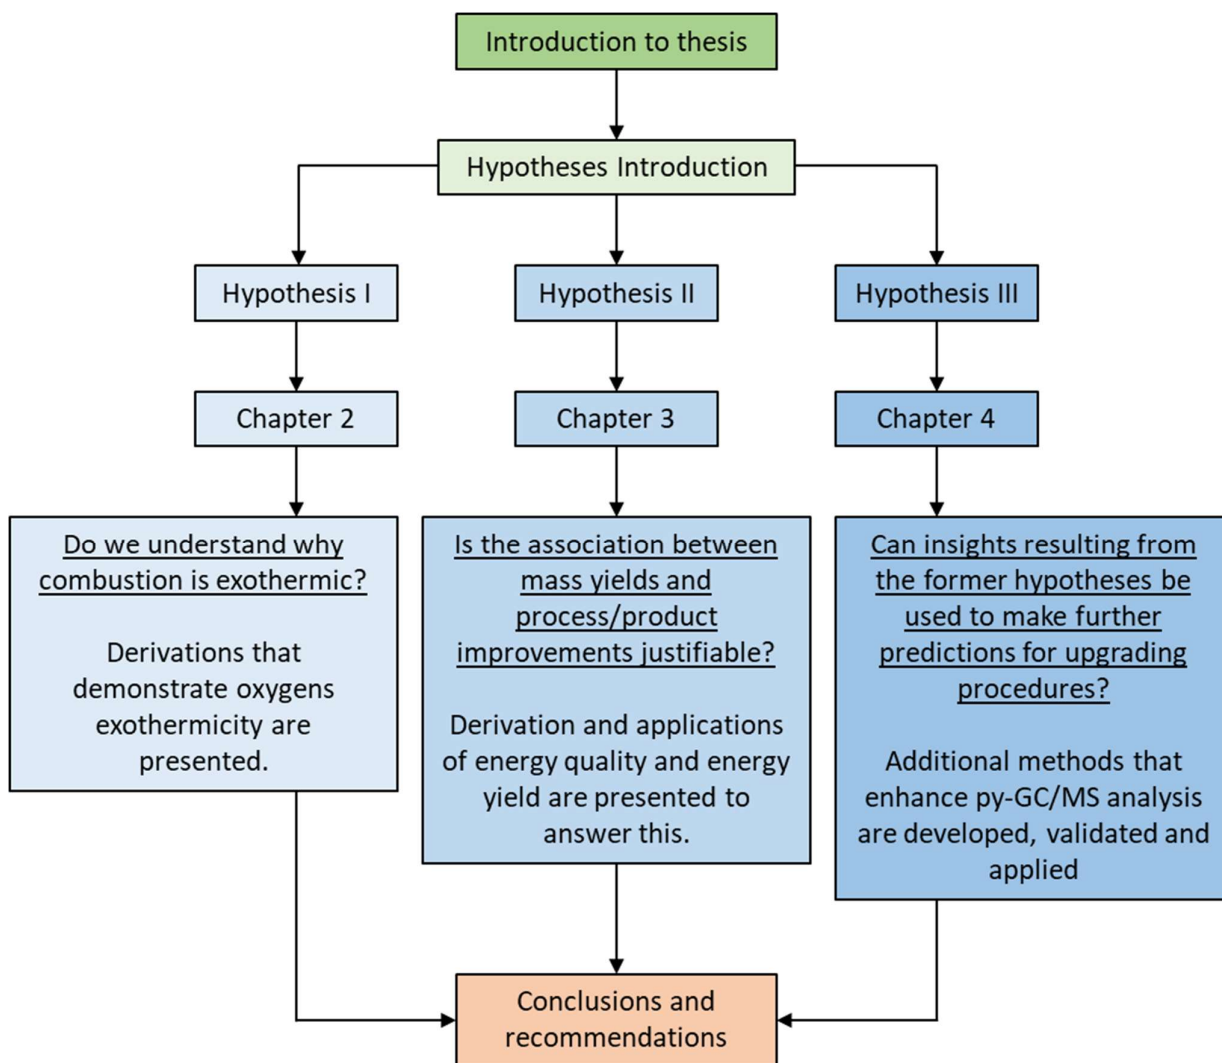 Introduction to thesis
Hypotheses Introduction
Hypothesis I
Hypothesis II
Hypothesis III
Chapter 2
Chapter 3
Chapter 4
Do we understand why
combustion is exothermic?
Derivations that
demonstrate oxygens
exothermicity are
presented.
Is the association between
mass yields and
process/product
improvements justifiable?
Derivation and applications
of energy quality and energy
yield are presented to
answer this.
Can insights resulting from
the former hypotheses be
used to make further
predictions for upgrading
procedures?
Additional methods that
enhance py-GC/MS analysis
are developed, validated and
applied
Conclusions and
recommendations